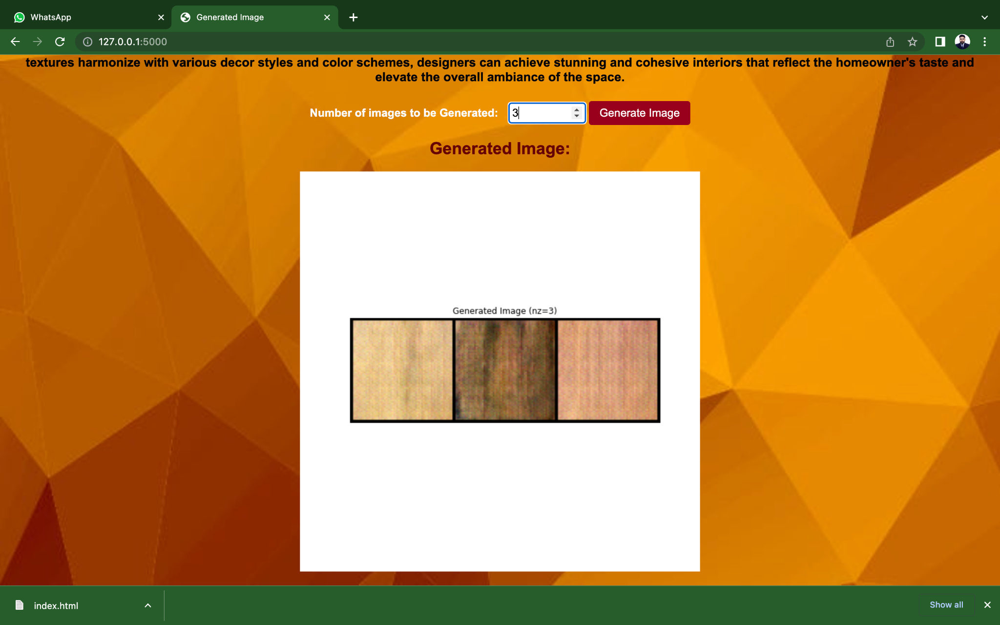 WhatsApp
Generated Image
127.0.0.1:5000
textures harmonize with various decor styles and color schemes, designers can achieve stunning and cohesive interiors that reflect the homeowner's taste and
elevate the overall ambiance of the space.
Number of images to be Generated: 3 Generate Image
Generated Image:
Generated Image (nz=3)
index.html
Show all